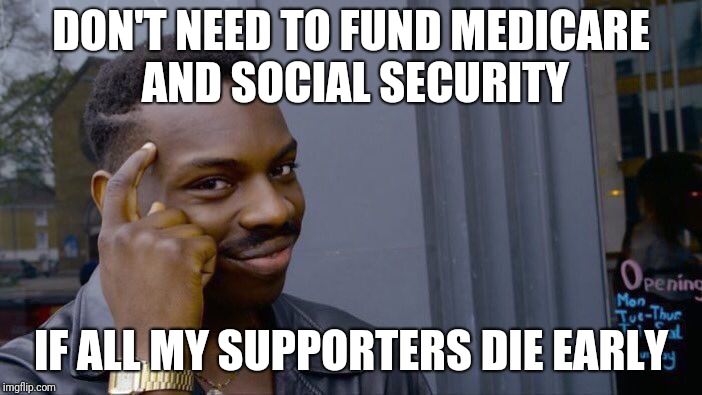 DON'T NEED TO FUND MEDICARE
AND SOCIAL SECURITY
Opening
Mon
Tue-Thur
IF ALL MY SUPPORTERS DIE EARLY
imgflip.com